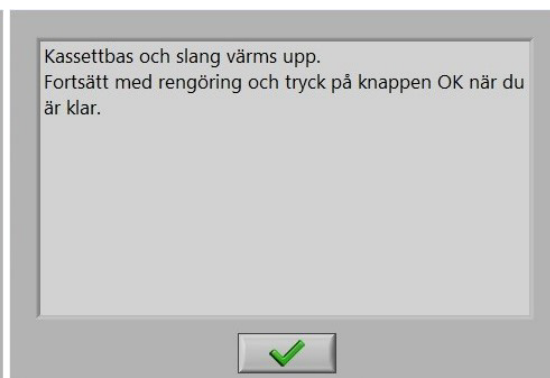 Kassettbas och slang värms upp.
Fortsätt med rengöring och tryck på knappen OK när du
är klar.